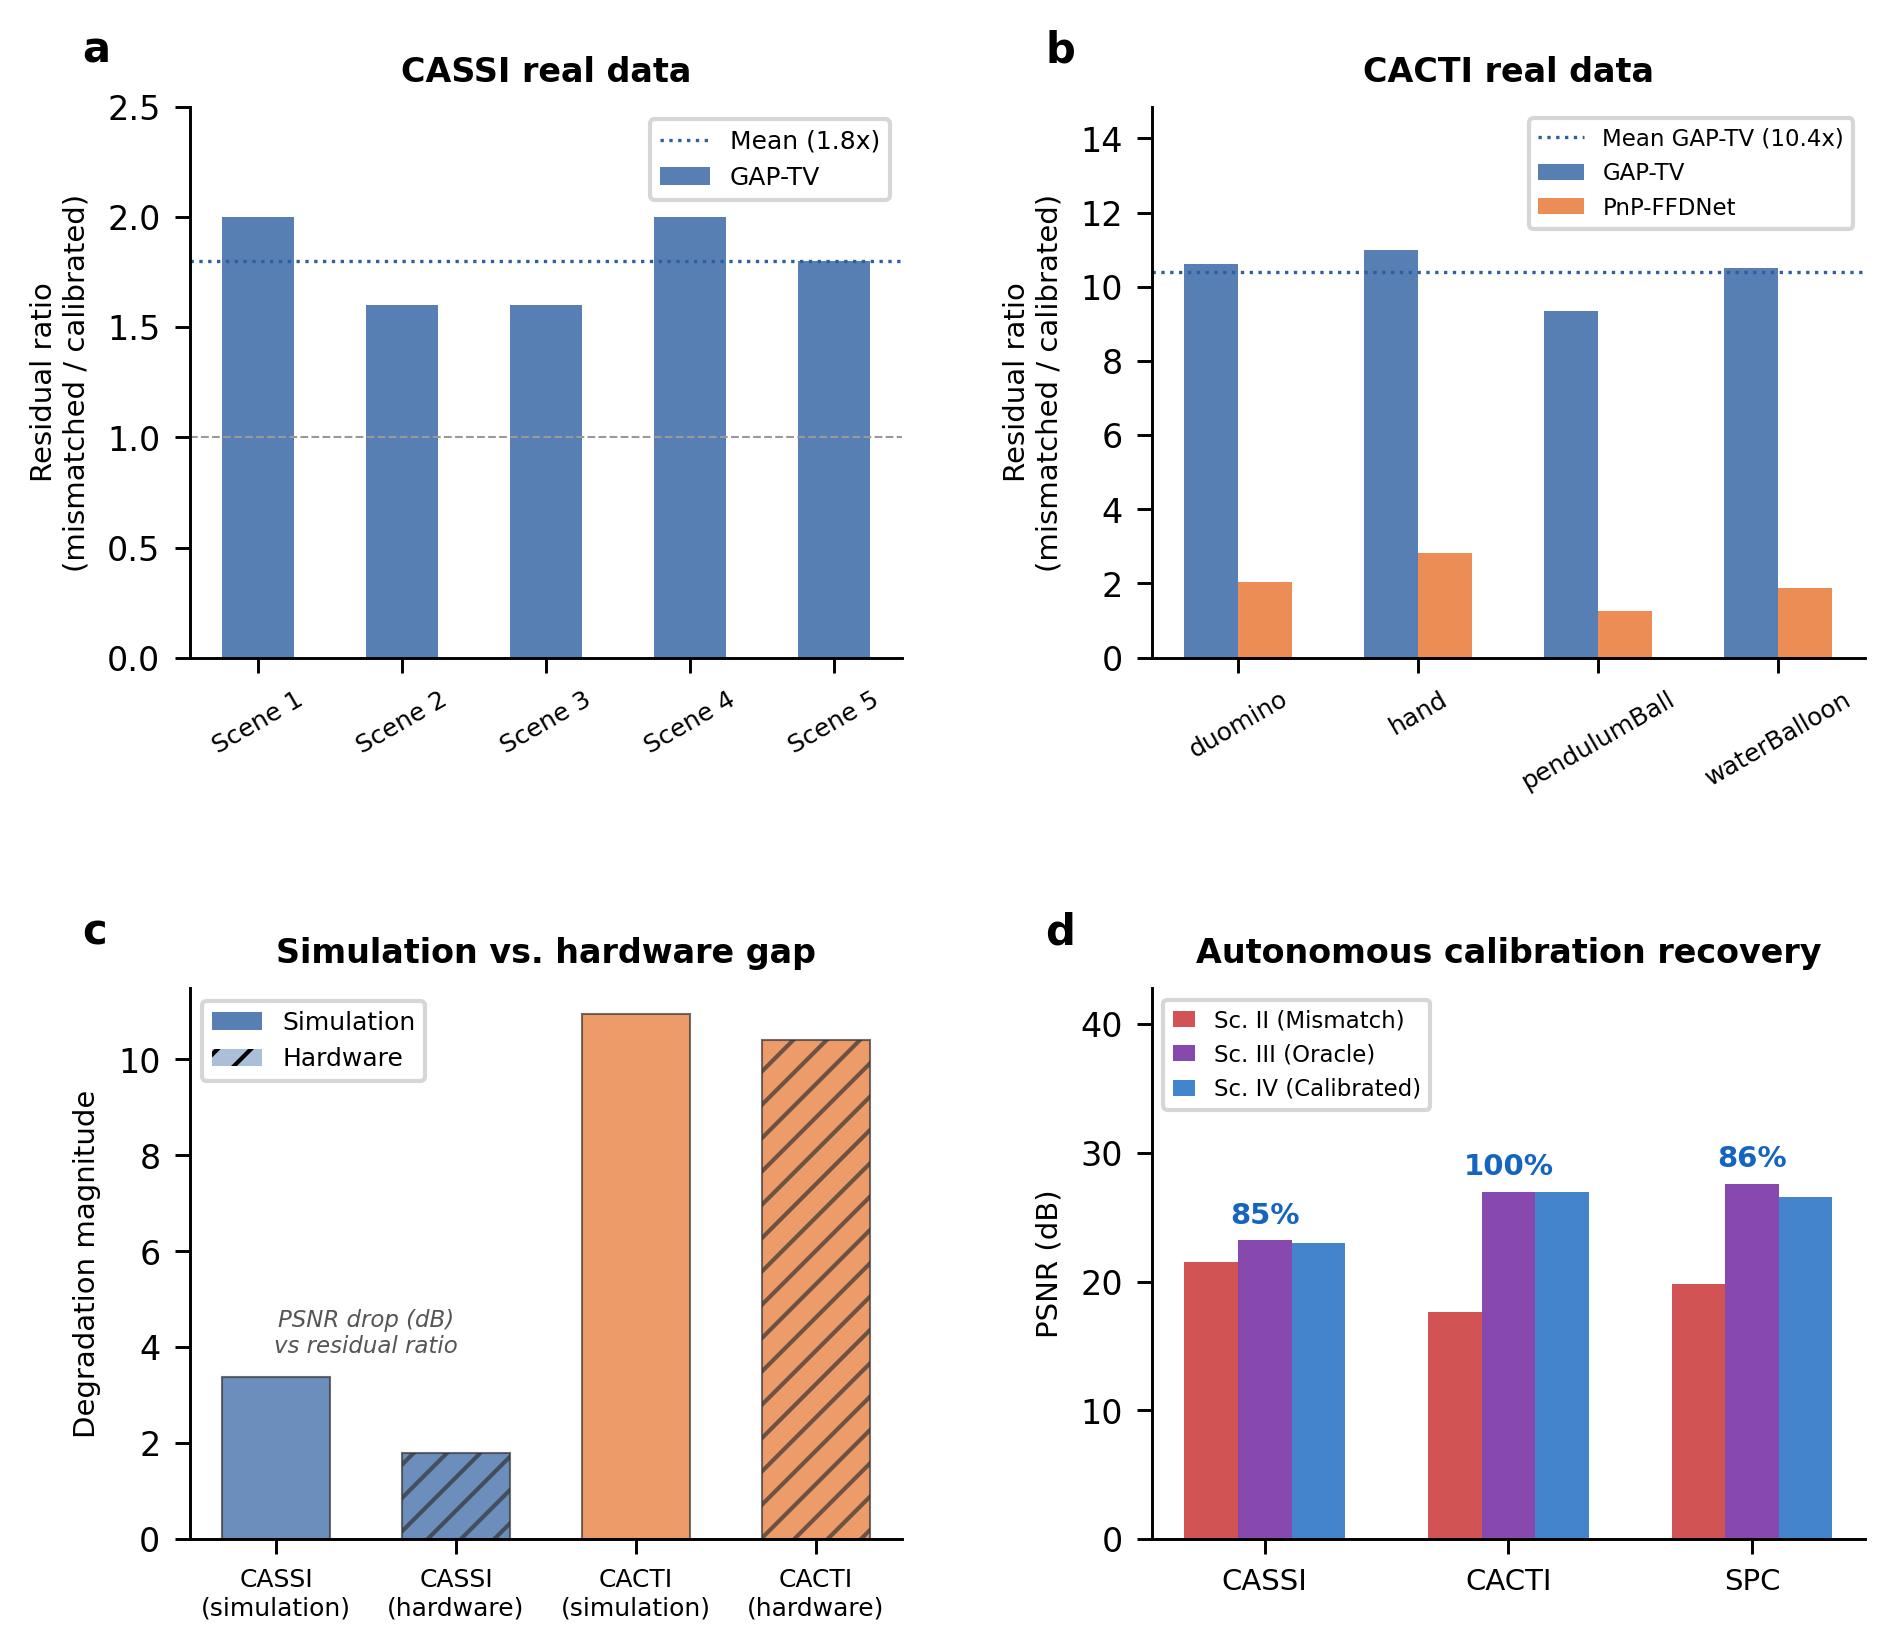 a
CASSI real data
2.5
2.0
1.5
1.0
0.5
0.0
Residual ratio
(mismatched / calibrated)
Mean (1.8x)
GAP-TV
Scene 1
Scene 2
Scene 3
Scene 4
Scene 5
b
CACTI real data
14
12
10
8
6
4
2
0
Residual ratio
(mismatched / calibrated)
Mean GAP-TV (10.4x)
GAP-TV
PnP-FFDNet
duomino
hand
pendulumBall
waterBalloon
c
Simulation vs. hardware gap
10
8
6
4
2
0
Degradation magnitude
Simulation
Hardware
PSNR drop (dB)
vs residual ratio
CASSI
(simulation)
CASSI
(hardware)
CACTI
(simulation)
CACTI
(hardware)
d
Autonomous calibration recovery
40
30
20
10
0
PSNR (dB)
Sc. II (Mismatch)
Sc. III (Oracle)
Sc. IV (Calibrated)
85%
100%
86%
CASSI
CACTI
SPC